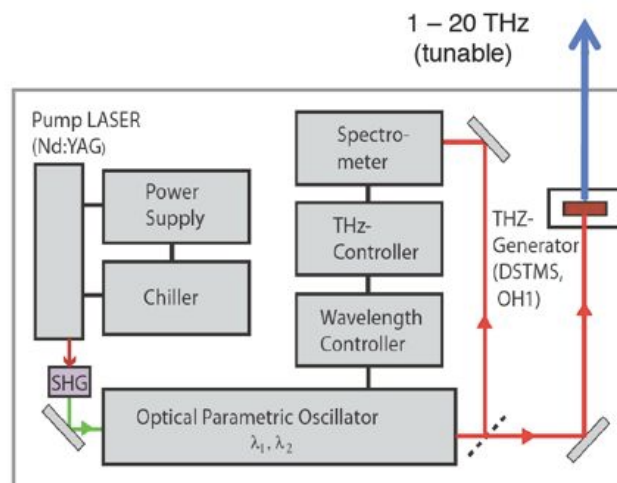 1 – 20 THz
(tunable)
Pump LASER
(Nd:YAG)
Power
Supply
Chiller
SHG
Spectro-
meter
THz-
Controller
Wavelength
Controller
THZ-
Generator
(DSTMS,
OH1)
Optical Parametric Oscillator
λ₁, λ₂